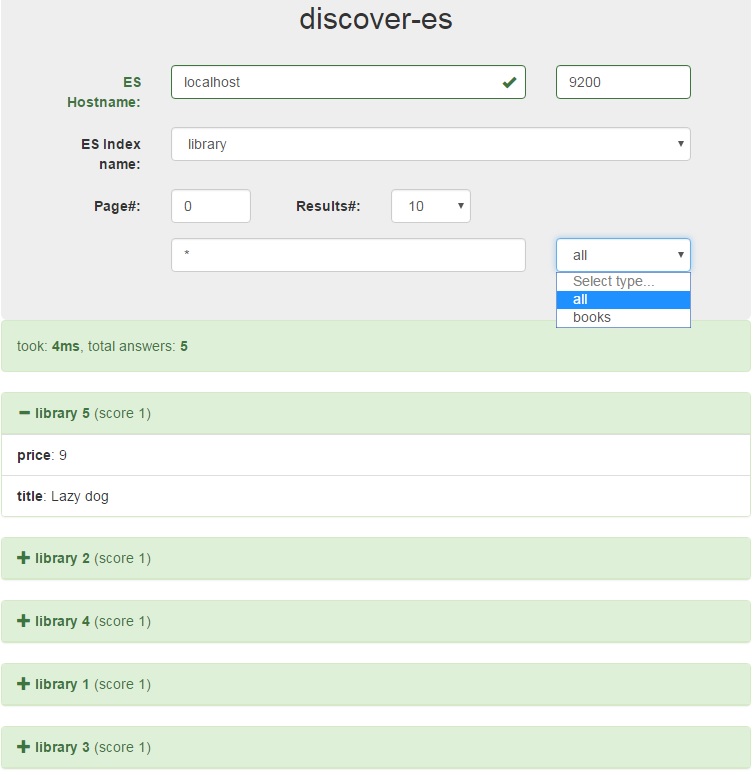 discover-es
ES
Hostname:
localhost
9200
ES Index
name:
library
Page#:
0
Results#:
10
*
all
Select type...
all
books
took: 4ms, total answers: 5
library 5 (score 1)
price: 9
title: Lazy dog
library 2 (score 1)
library 4 (score 1)
library 1 (score 1)
library 3 (score 1)